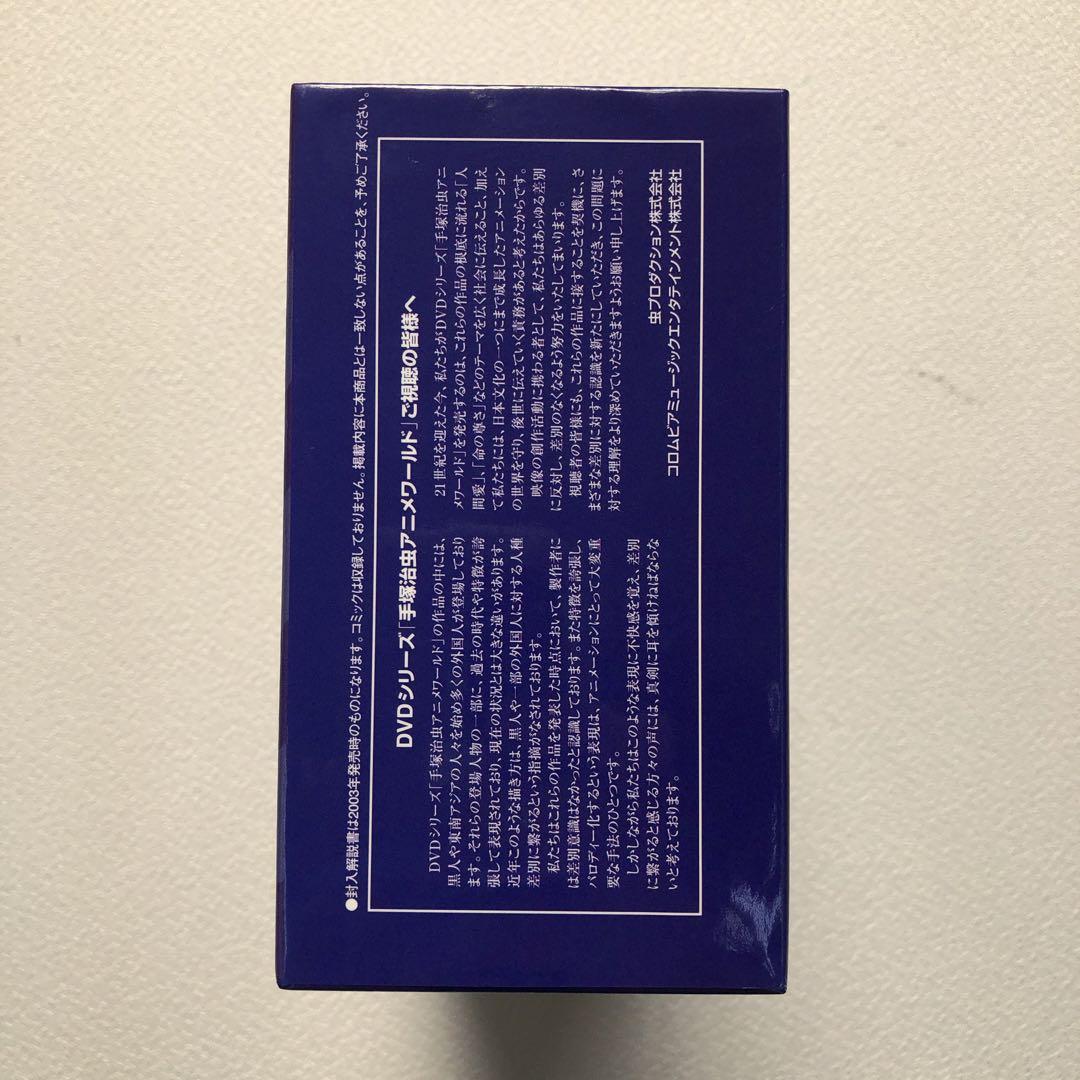 ●封入解説書は2003年発売時のものになります。コミックは収録しておりません。掲載内容に本商品とは一致しない点があることを、予めご了承ください。
DVDシリーズ「手塚治虫アニメワールド」ご視聴の皆様へ
DVDシリーズ「手塚治虫アニメワールド」の作品の中には、
黒人や東南アジアの人々を始め多くの外国人が登場しており
ます。それらの登場人物の一部に、過去の時代や特徴が誇
張して表現されており、現在の状況とは大きな違いがあります。
近年このような描き方は、黒人や一部の外国人に対する人種
差別に繋がるという指摘がなされております。
私たちはこれらの作品を発表した時点において、製作者に
は差別意識はなかったと認識しております。また特徴を誇張し、
パロディー化するという表現は、アニメーションにとって大変重
要な手法のひとつです。
しかしながら私たちはこのような表現に不快感を覚え、差別
に繋がると感じる方々の声には、真剣に耳を傾けねばならな
いと考えております。
21世紀を迎えた今、私たちがDVDシリーズ「手塚治虫アニ
メワールド」を発売するのは、これらの作品の根底に流れる「人
間愛」、「命の尊さ」などのテーマを広く社会に伝えること、加え
て私たちには、日本文化の一つにまで成長したアニメーション
の世界を守り、後世に伝えていく責務があると考えたからです。
映像の創作活動に携わる者として、私たちはあらゆる差別
に反対し、差別のなくなるよう努力をいたしてまいります。
視聴者の皆様にも、これらの作品に接することを契機に、さ
まざまな差別に対する認識を新たにしていただき、この問題に
対する理解をより深めていただきますようお願い申し上げます。
虫プロダクション株式会社
コロムビアミュージックエンタテインメント株式会社